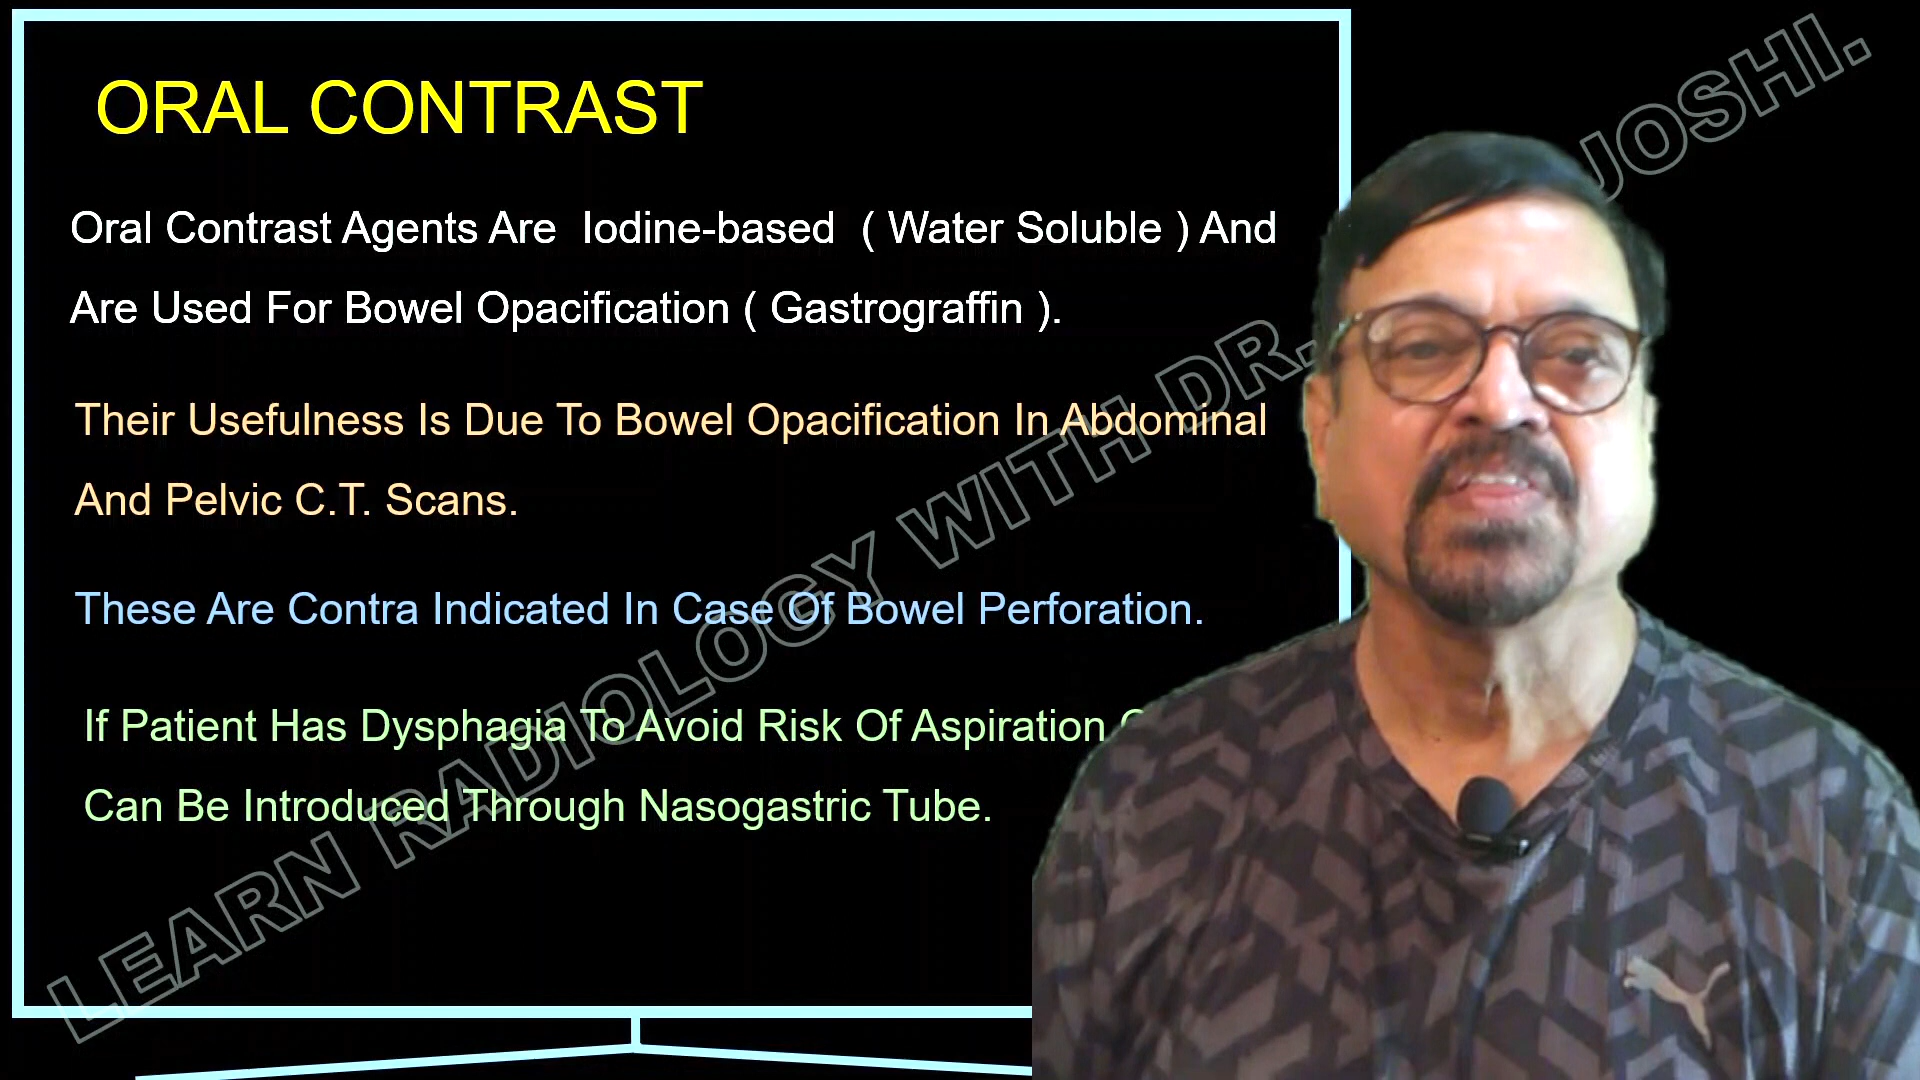 ORAL CONTRAST
Oral Contrast Agents Are Iodine-based ( Water Soluble ) And
Are Used For Bowel Opacification ( Gastrograffin ).
Their Usefulness Is Due To Bowel Opacification In Abdominal
And Pelvic C.T. Scans.
These Are Contra Indicated In Case Of Bowel Perforation.
If Patient Has Dysphagia To Avoid Risk Of Aspiration
Can Be Introduced Through Nasogastric Tube.
LEARN RADIOLOGY WITH DR. JOSHI.